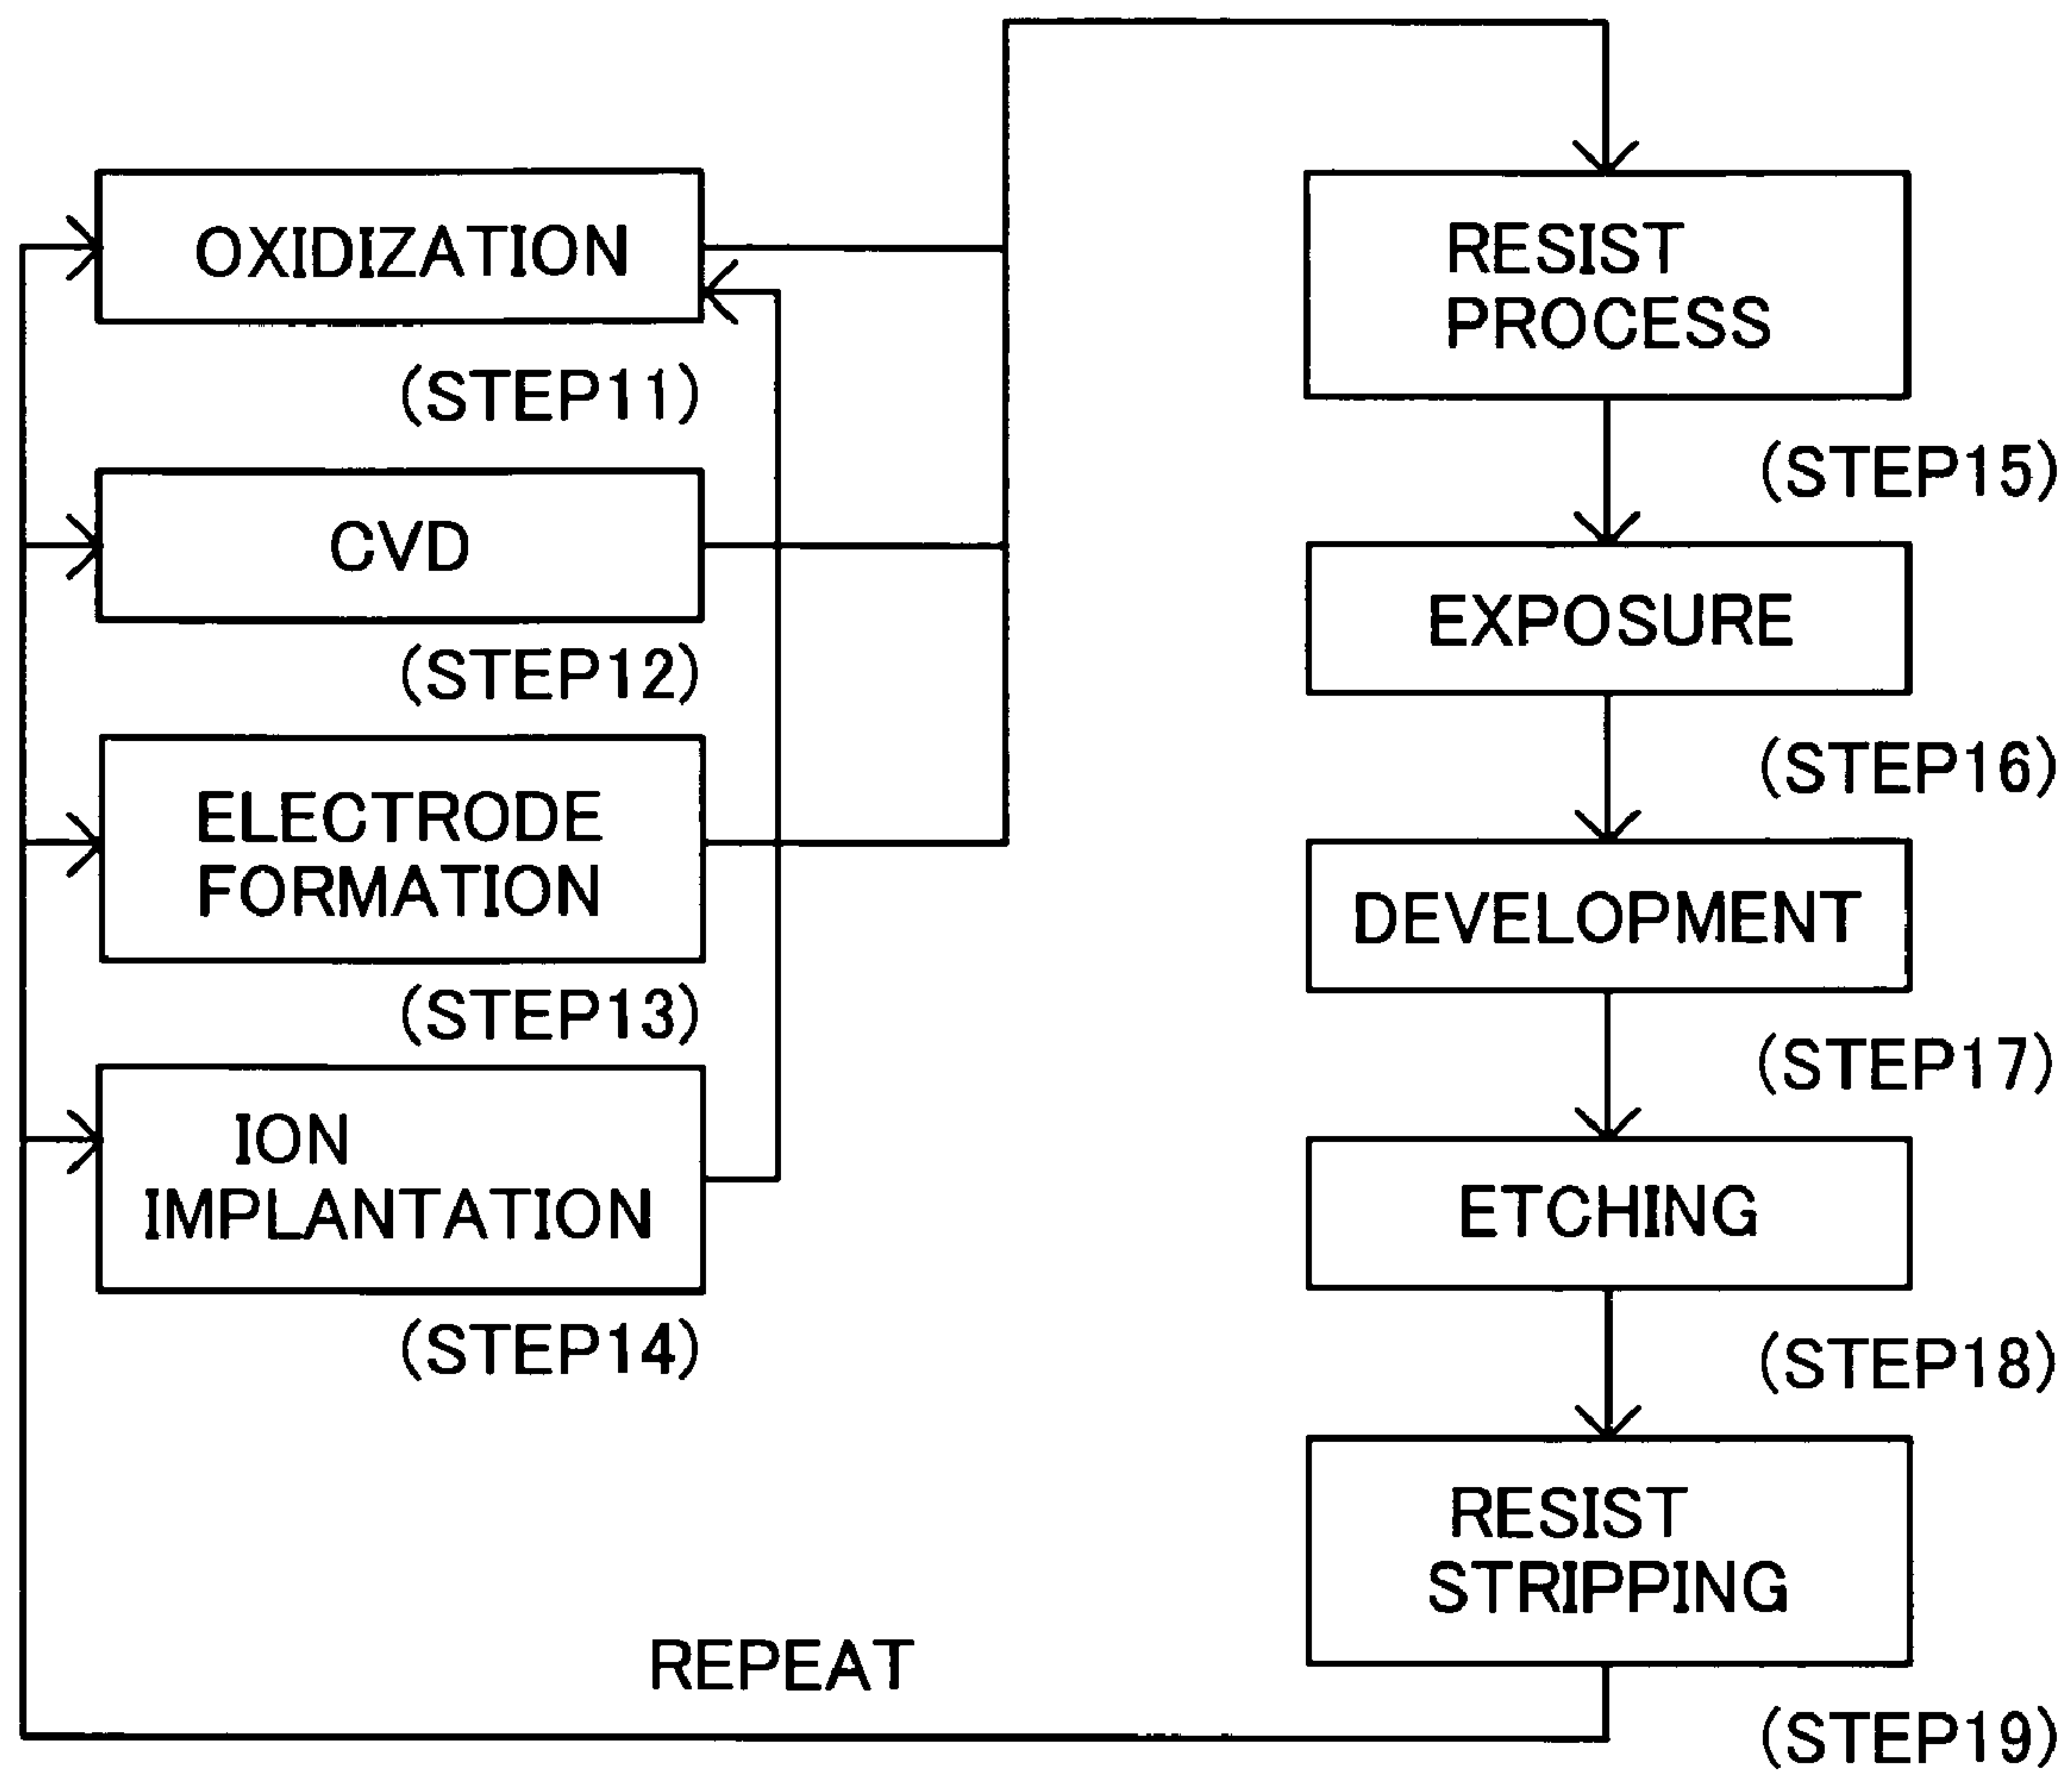 OXIDIZATION
(STEP11)
CVD
(STEP12)
ELECTRODE
FORMATION
(STEP13)
ION
IMPLANTATION
(STEP14)
RESIST
PROCESS
(STEP15)
EXPOSURE
(STEP16)
DEVELOPMENT
(STEP17)
ETCHING
(STEP18)
RESIST
STRIPPING
(STEP19)
REPEAT